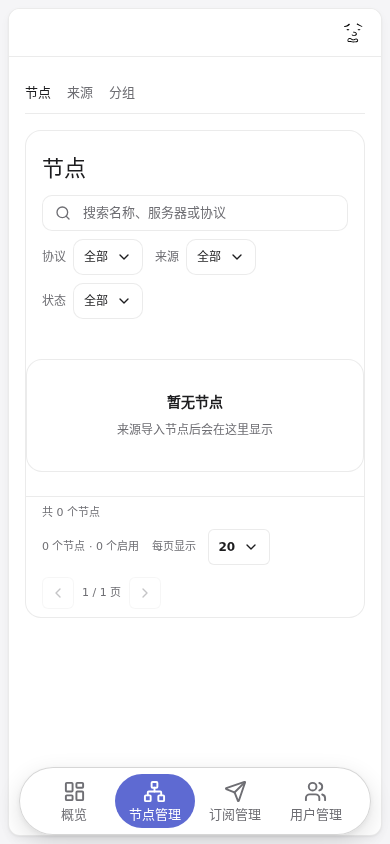 节点 来源 分组
节点
搜索名称、服务器或协议
协议 全部 来源 全部
状态 全部
暂无节点
来源导入节点后会在这里显示
共 0 个节点
0 个节点 · 0 个启用 每页显示 20
1 / 1 页
概览 节点管理 订阅管理 用户管理